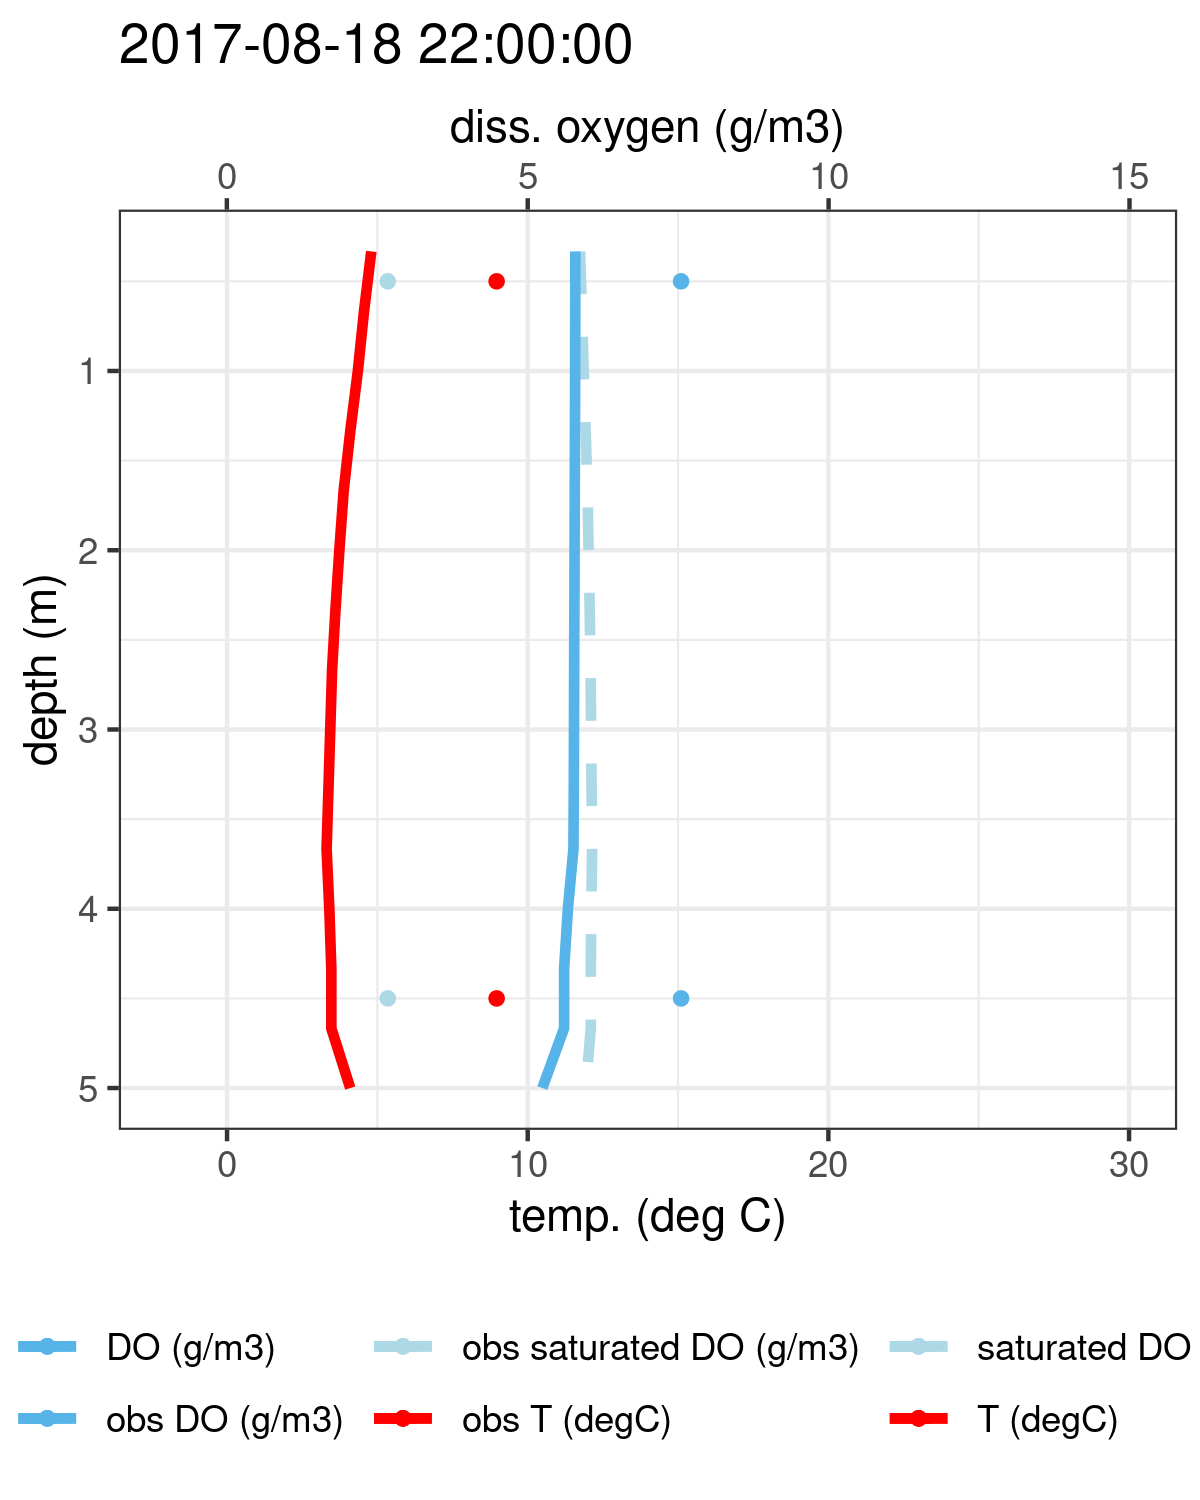 2017-08-18 22:00:00
diss. oxygen (g/m3)
0 5 10 15
1
2
3
4
5
depth (m)
0 10 20 30
temp. (deg C)
DO (g/m3) obs saturated DO (g/m3) saturated DO
obs DO (g/m3) obs T (degC) T (degC)